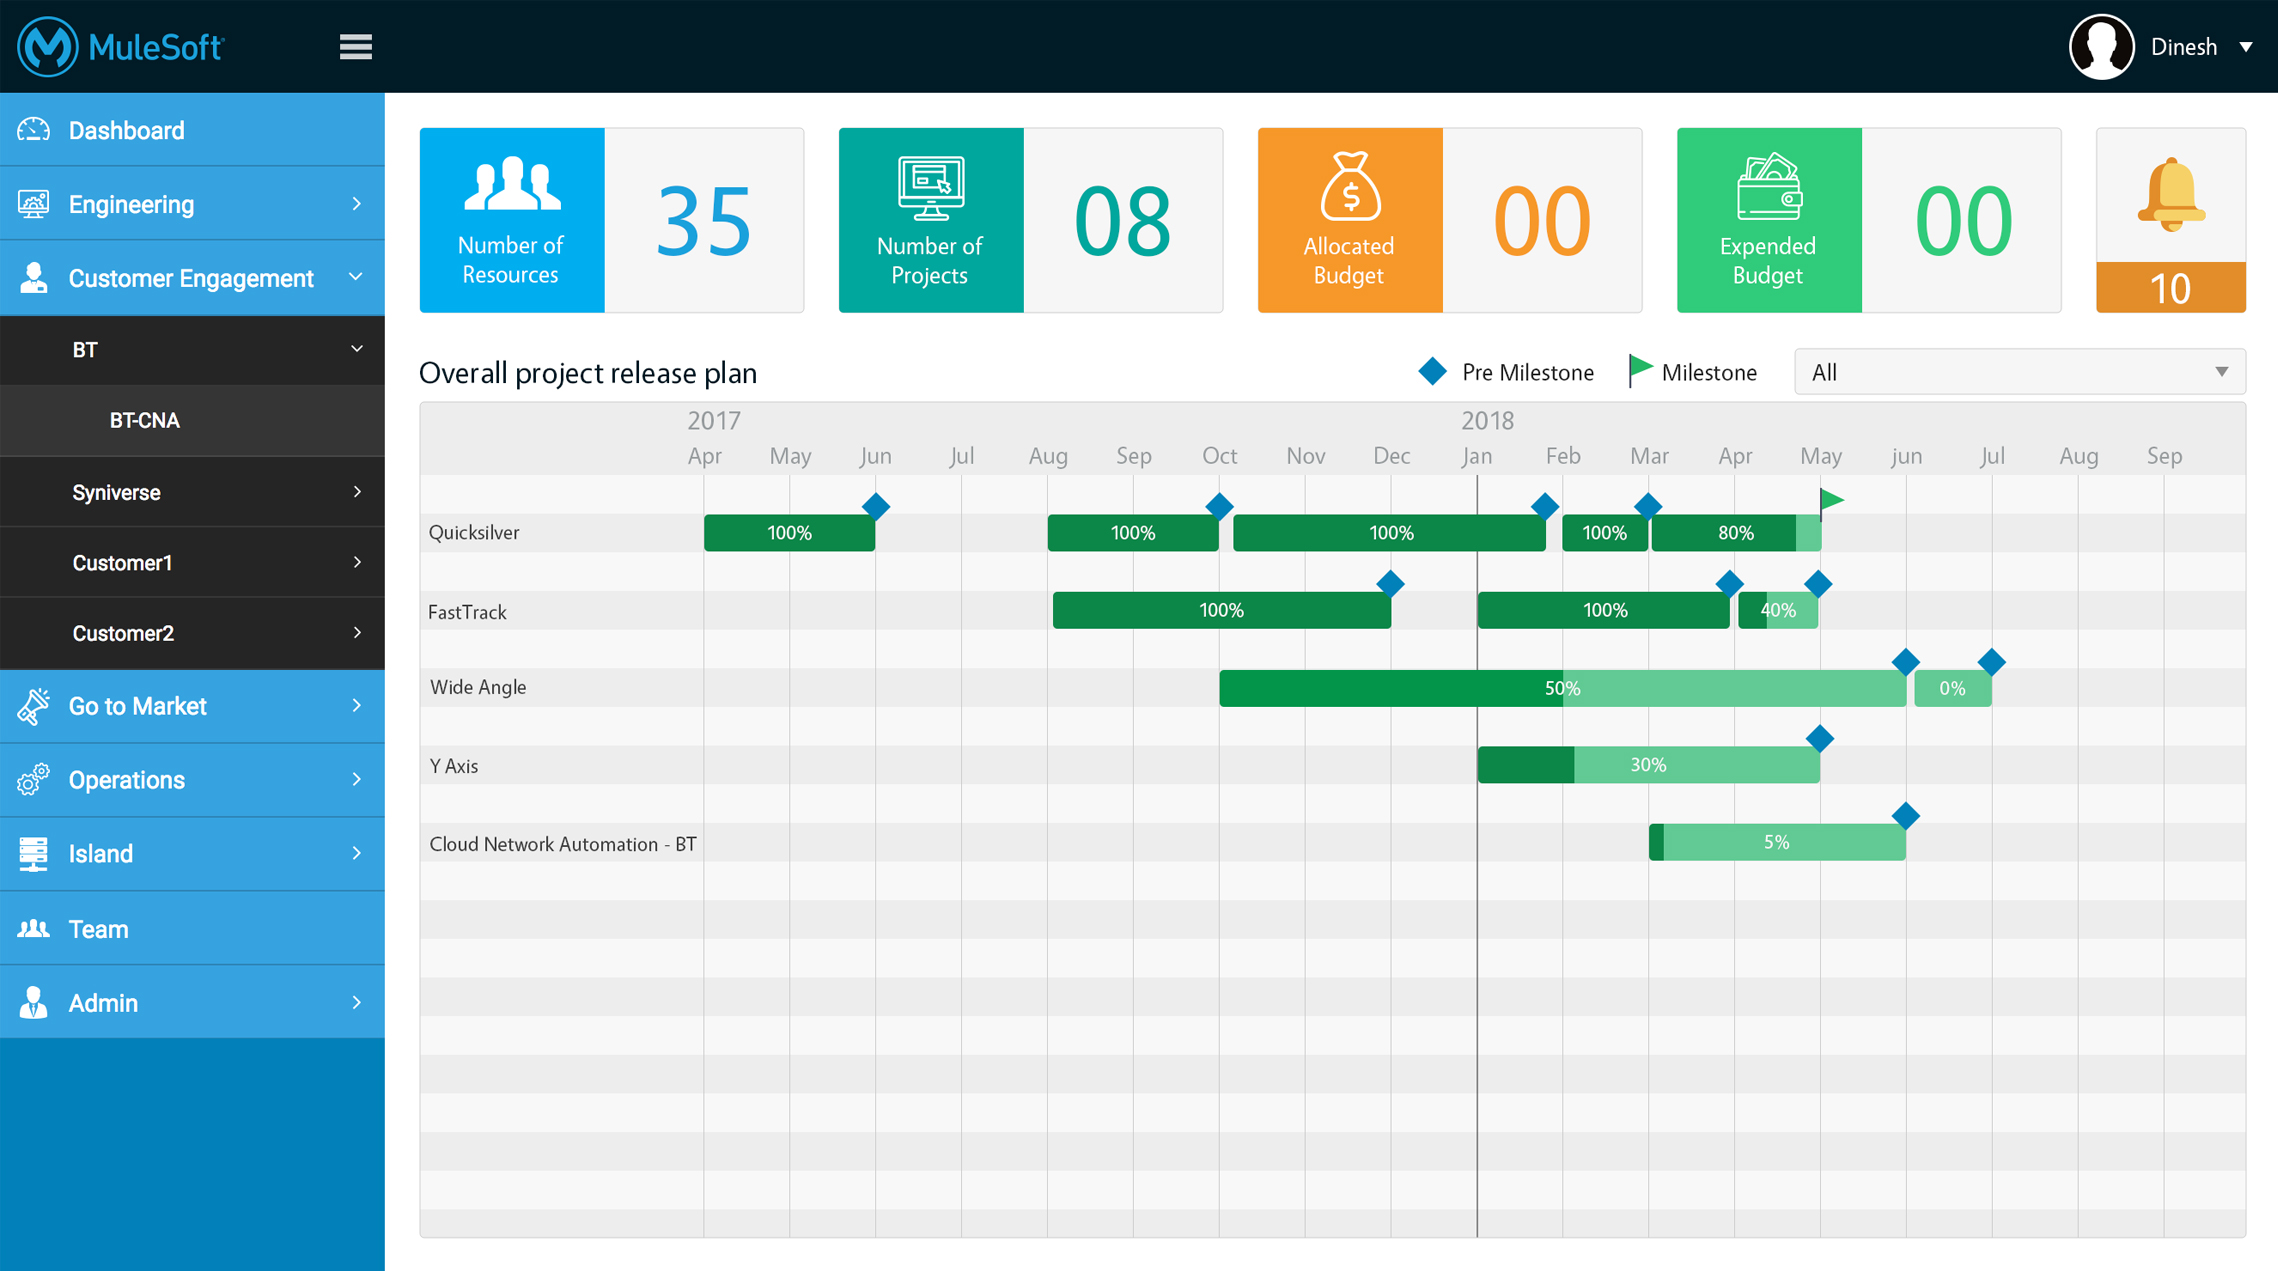 MuleSoft
Dinesh
Dashboard
Engineering
Customer Engagement
BT
BT-CNA
Syniverse
Customer1
Customer2
Go to Market
Operations
Island
Team
Admin
Number of
Resources
35
Number of
Projects
08
$
Allocated
Budget
00
Expended
Budget
00
10
Overall project release plan
Pre Milestone
Milestone
All
2017 2018
Apr May Jun Jul Aug Sep Oct Nov Dec Jan Feb Mar Apr May jun Jul Aug Sep
Quicksilver 100% 100% 100% 100% 80%
FastTrack 100% 100% 40%
Wide Angle 50% 0%
Y Axis 30%
Cloud Network Automation - BT 5%